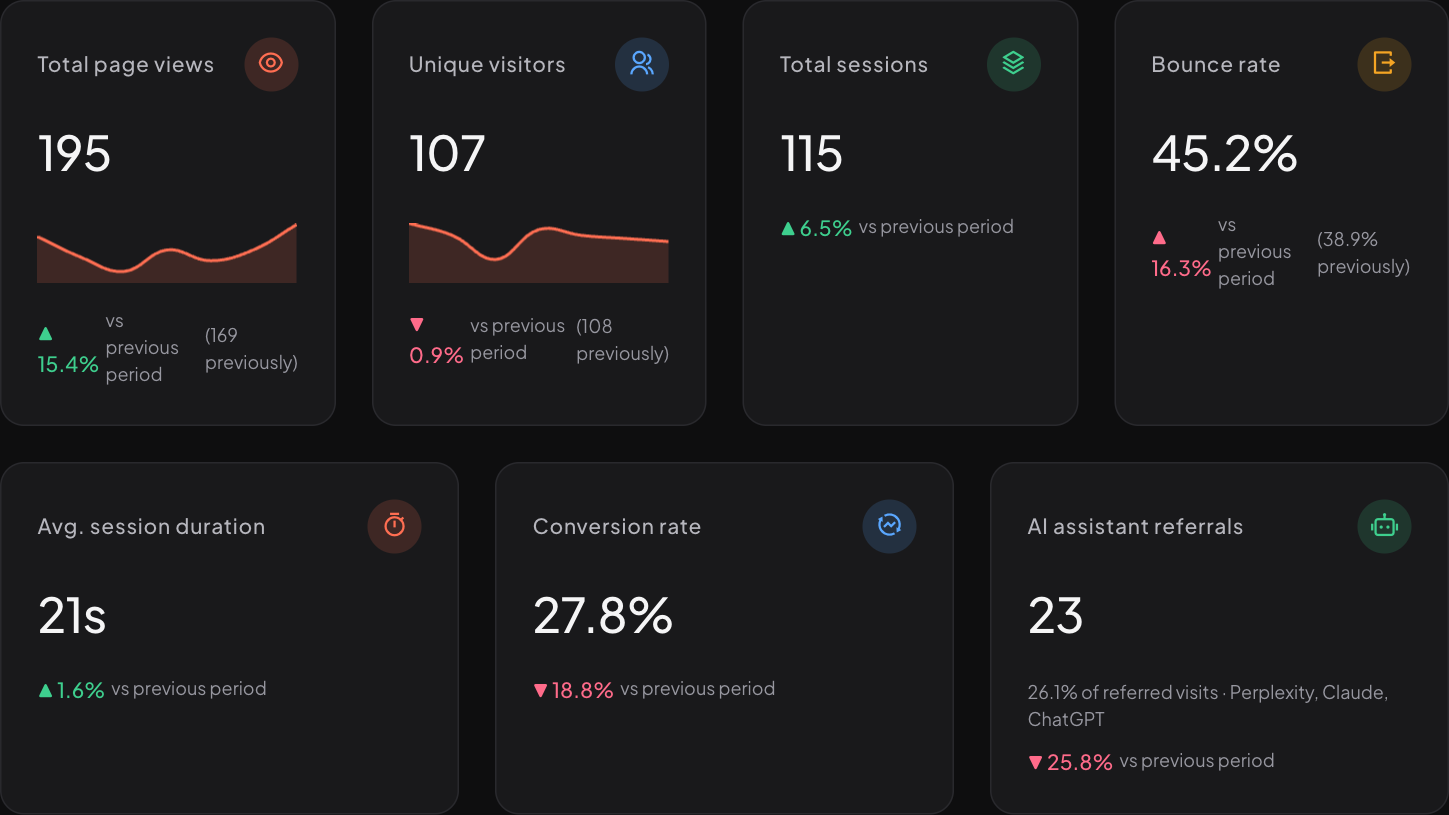 Total page views
195
▲ 15.4% vs previous period (169 previously)
Unique visitors
107
▼ 0.9% vs previous period (108 previously)
Total sessions
115
▲ 6.5% vs previous period
Bounce rate
45.2%
▲ 16.3% vs previous period (38.9% previously)
Avg. session duration
21s
▲ 1.6% vs previous period
Conversion rate
27.8%
▼ 18.8% vs previous period
AI assistant referrals
23
26.1% of referred visits · Perplexity, Claude,
ChatGPT
▼ 25.8% vs previous period